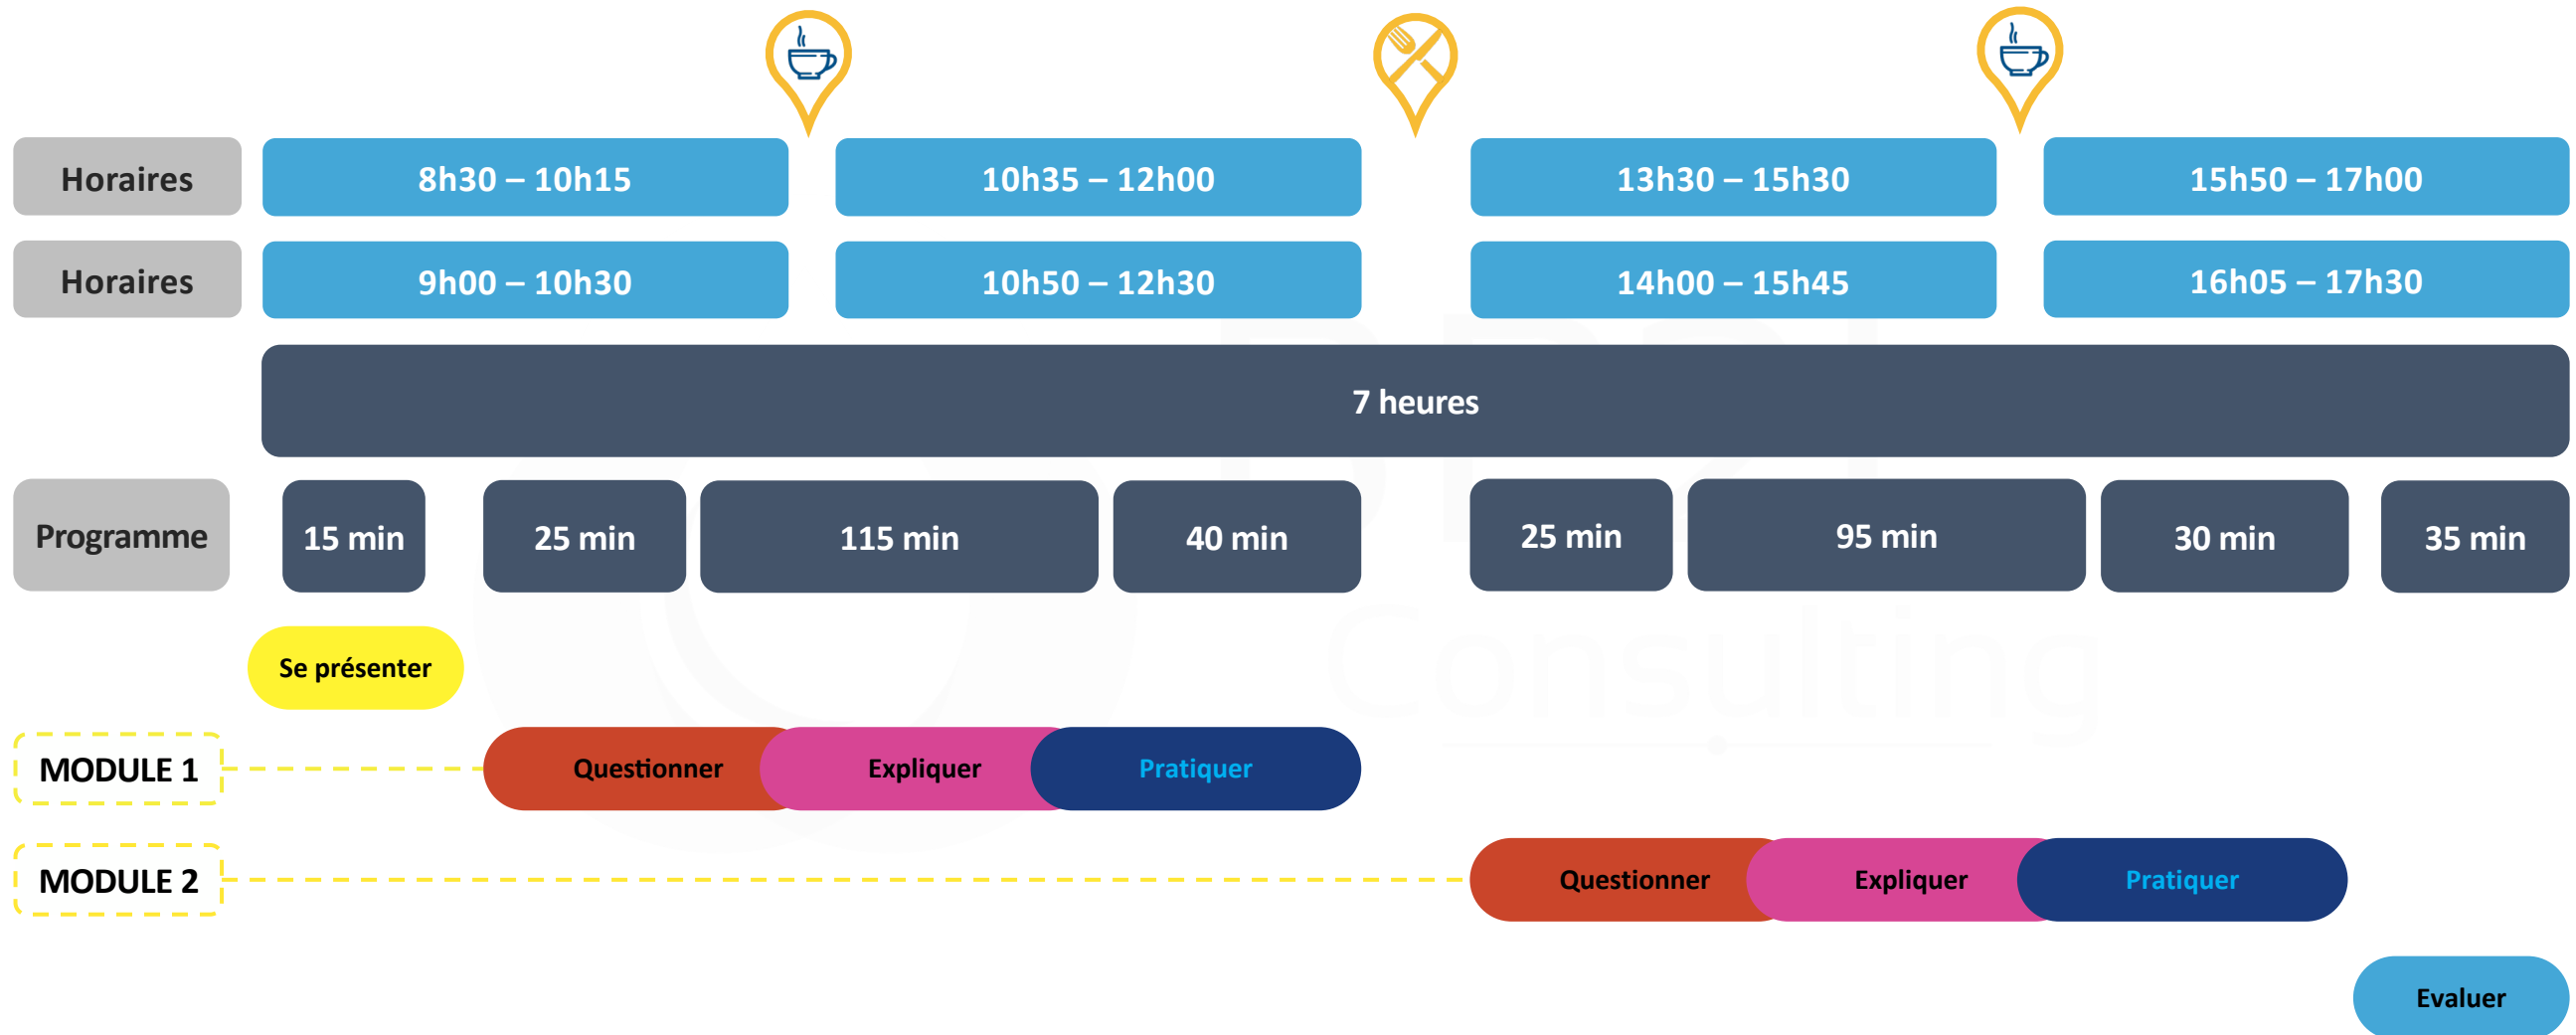 Horaires
8h30 – 10h15
10h35 – 12h00
13h30 – 15h30
15h50 – 17h00
Horaires
9h00 – 10h30
10h50 – 12h30
14h00 – 15h45
16h05 – 17h30
7 heures
Programme
15 min
25 min
115 min
40 min
25 min
95 min
30 min
35 min
Consulting
Se présenter
MODULE 1
Questionner
Expliquer
Pratiquer
MODULE 2
Questionner
Expliquer
Pratiquer
Evaluer